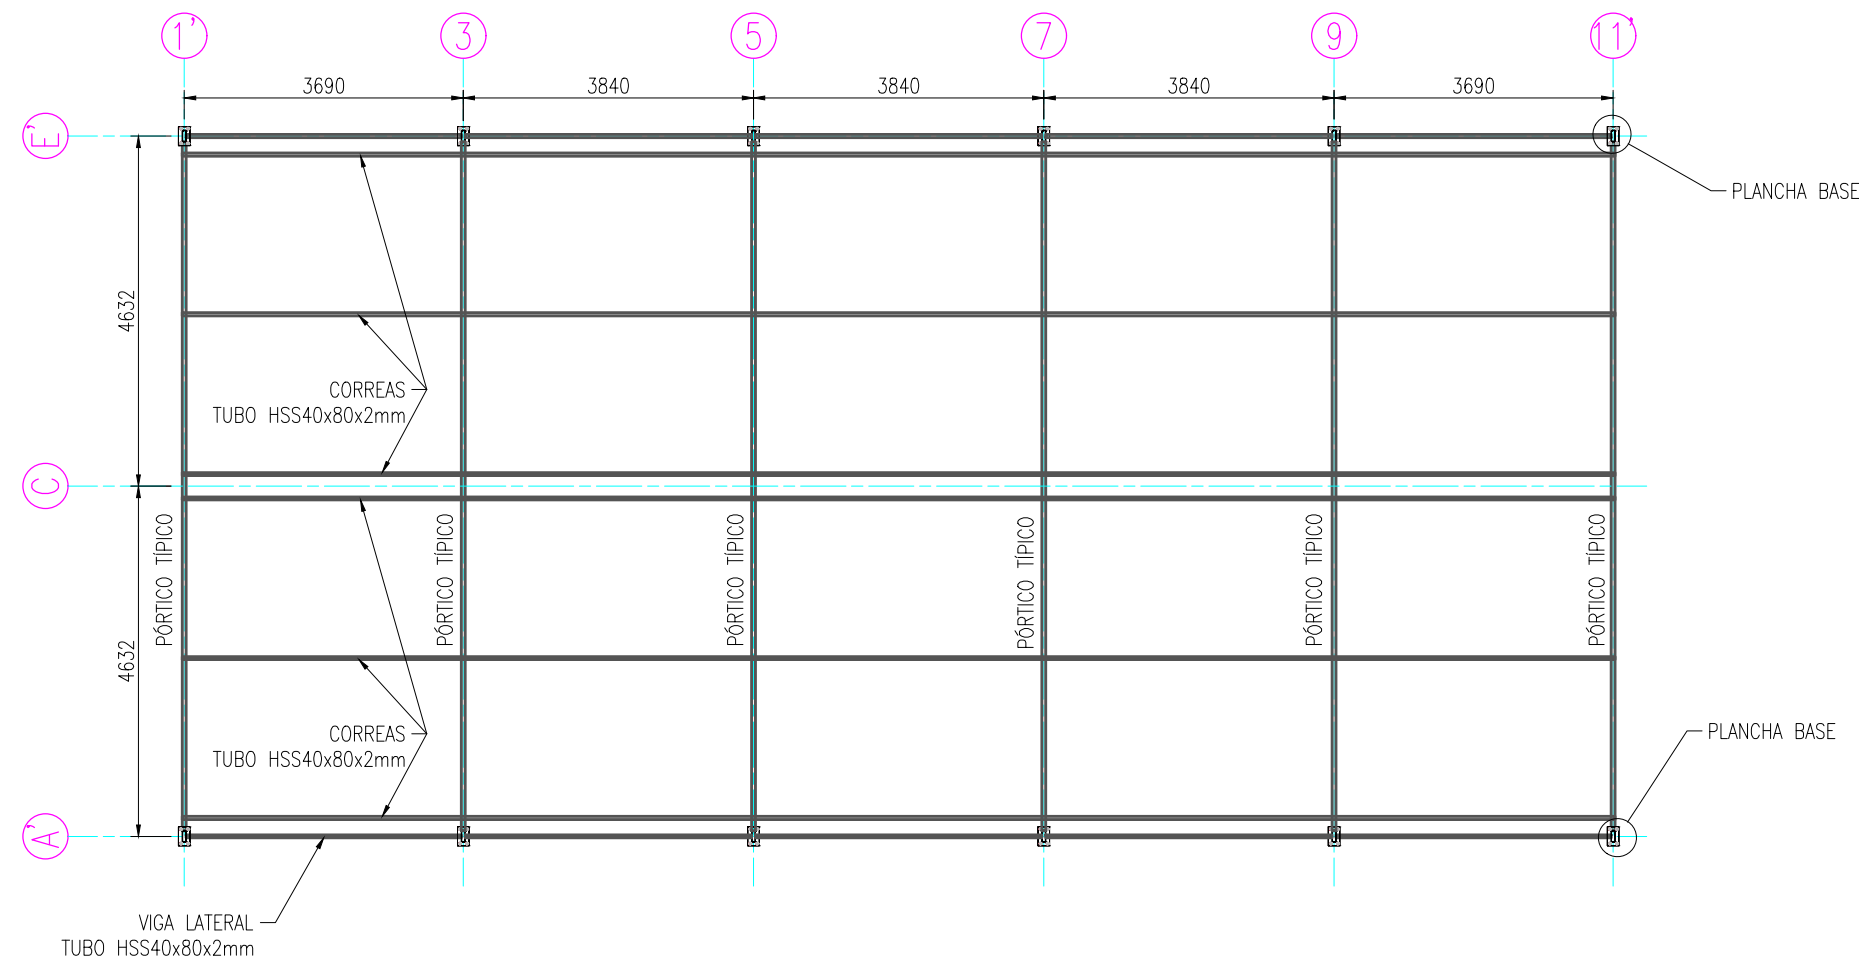 1' 3 5 7 9 11'
3690 3840 3840 3840 3690
E'
PLANCHA BASE
4632
CORREAS
TUBO HSS40x80x2mm
C
PÓRTICO TÍPICO PÓRTICO TÍPICO PÓRTICO TÍPICO PÓRTICO TÍPICO PÓRTICO TÍPICO PÓRTICO TÍPICO
4632
CORREAS
TUBO HSS40x80x2mm
PLANCHA BASE
A'
VIGA LATERAL
TUBO HSS40x80x2mm